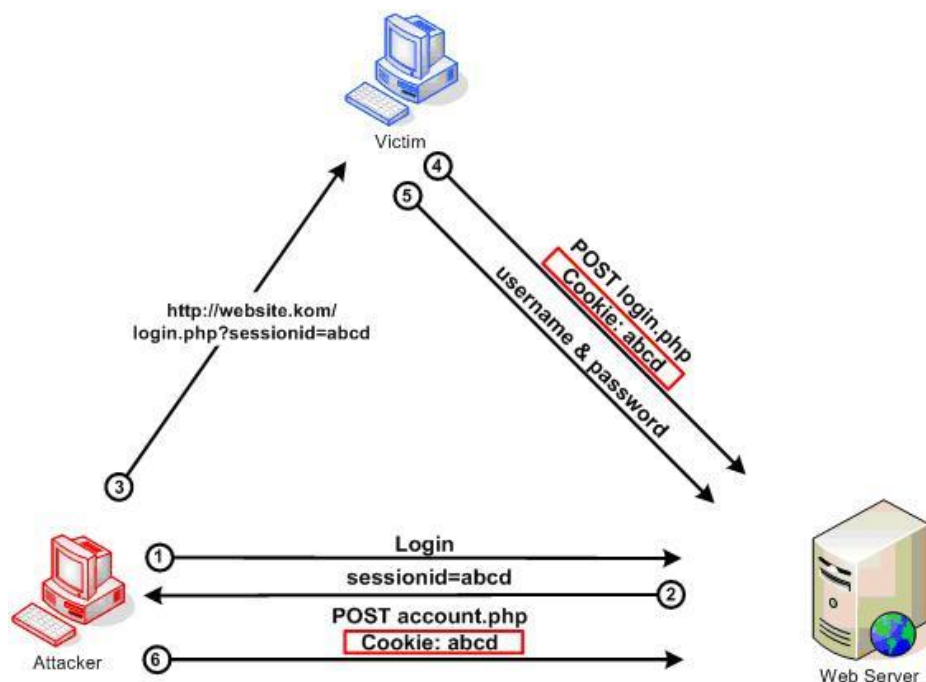 Victim
4
5
POST login.php
Cookie: abcd
username & password
http://website.kom/
login.php?sessionid=abcd
3
1
Login
sessionid=abcd
2
POST account.php
Cookie: abcd
6
Attacker
Web Server